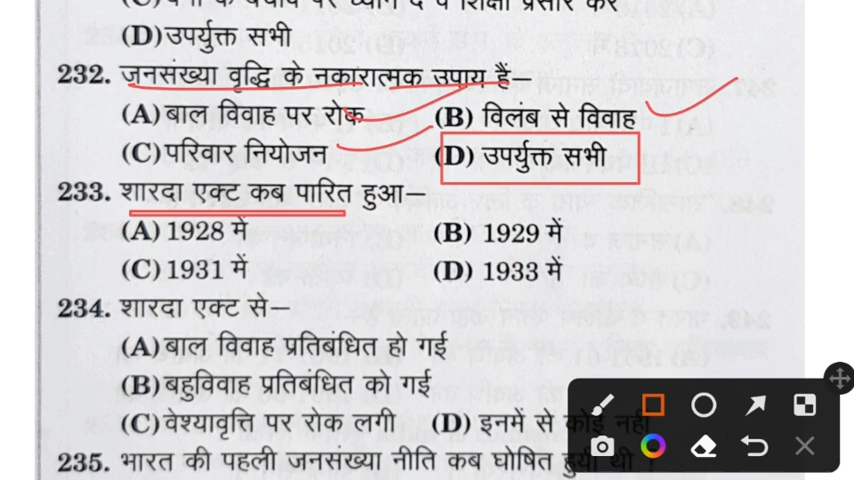 (D) उपर्युक्त सभी
232. जनसंख्या वृद्धि के नकारात्मक उपाय हैं—
(A) बाल विवाह पर रोक (B) विलंब से विवाह
(C) परिवार नियोजन (D) उपर्युक्त सभी
233. शारदा एक्ट कब पारित हुआ—
(A) 1928 में (B) 1929 में
(C) 1931 में (D) 1933 में
234. शारदा एक्ट से—
(A) बाल विवाह प्रतिबंधित हो गई
(B) बहुविवाह प्रतिबंधित को गई
(C) वेश्यावृत्ति पर रोक लगी (D) इनमें से कोई नहीं
235. भारत की पहली जनसंख्या नीति कब घोषित हुयी थी